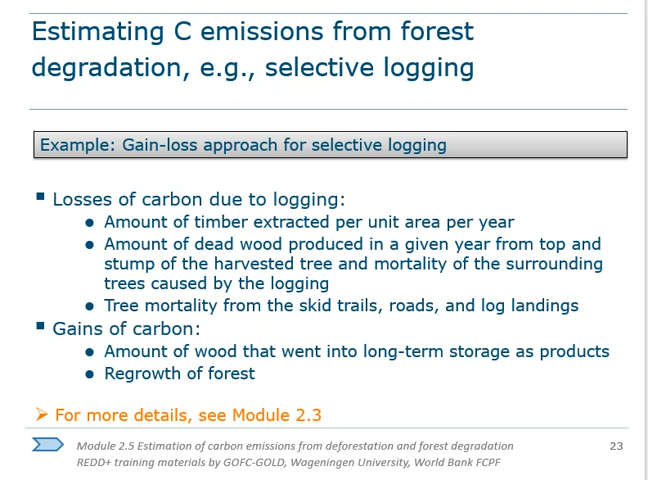 Estimating C emissions from forest
degradation, e.g., selective logging
Example: Gain-loss approach for selective logging
Losses of carbon due to logging:
Amount of timber extracted per unit area per year
Amount of dead wood produced in a given year from top and
stump of the harvested tree and mortality of the surrounding
trees caused by the logging
Tree mortality from the skid trails, roads, and log landings
Gains of carbon:
Amount of wood that went into long-term storage as products
Regrowth of forest
For more details, see Module 2.3
Module 2.5 Estimation of carbon emissions from deforestation and forest degradation
REDD+ training materials by GOFC-GOLD, Wageningen University, World Bank FCPF
23